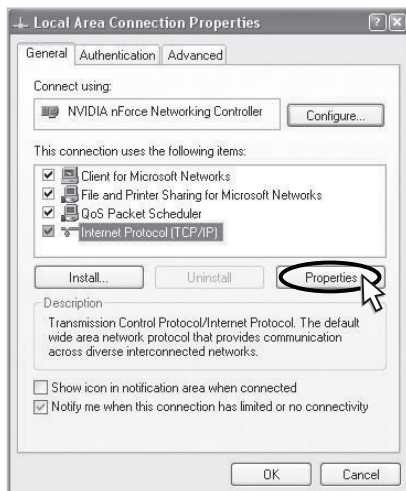 Local Area Connection Properties
General Authentication Advanced
Connect using:
NVIDIA nForce Networking Controller Configure...
This connection uses the following items:
Client for Microsoft Networks
File and Printer Sharing for Microsoft Networks
QoS Packet Scheduler
Internet Protocol (TCP/IP)
Install... Uninstall Properties
Description
Transmission Control Protocol/Internet Protocol. The default
wide area network protocol that provides communication
across diverse interconnected networks.
Show icon in notification area when connected
Notify me when this connection has limited or no connectivity
OK Cancel